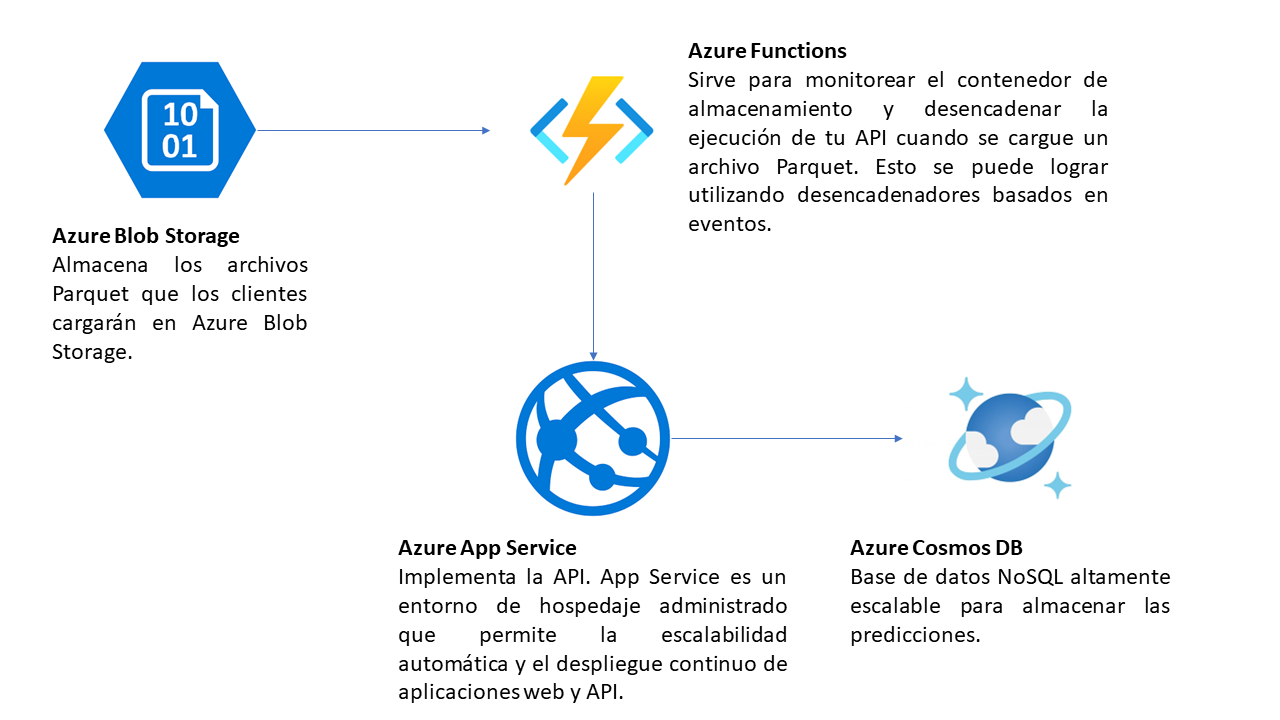 10
01
Azure Blob Storage
Almacena los archivos
Parquet que los clientes
cargarán en Azure Blob
Storage.
Azure Functions
Sirve para monitorear el contenedor de
almacenamiento y desencadenar la
ejecución de tu API cuando se cargue un
archivo Parquet. Esto se puede lograr
utilizando desencadenadores basados en
eventos.
Azure App Service
Implementa la API. App Service es un
entorno de hospedaje administrado
que permite la escalabilidad
automática y el despliegue continuo de
aplicaciones web y API.
Azure Cosmos DB
Base de datos NoSQL altamente
escalable para almacenar las
predicciones.